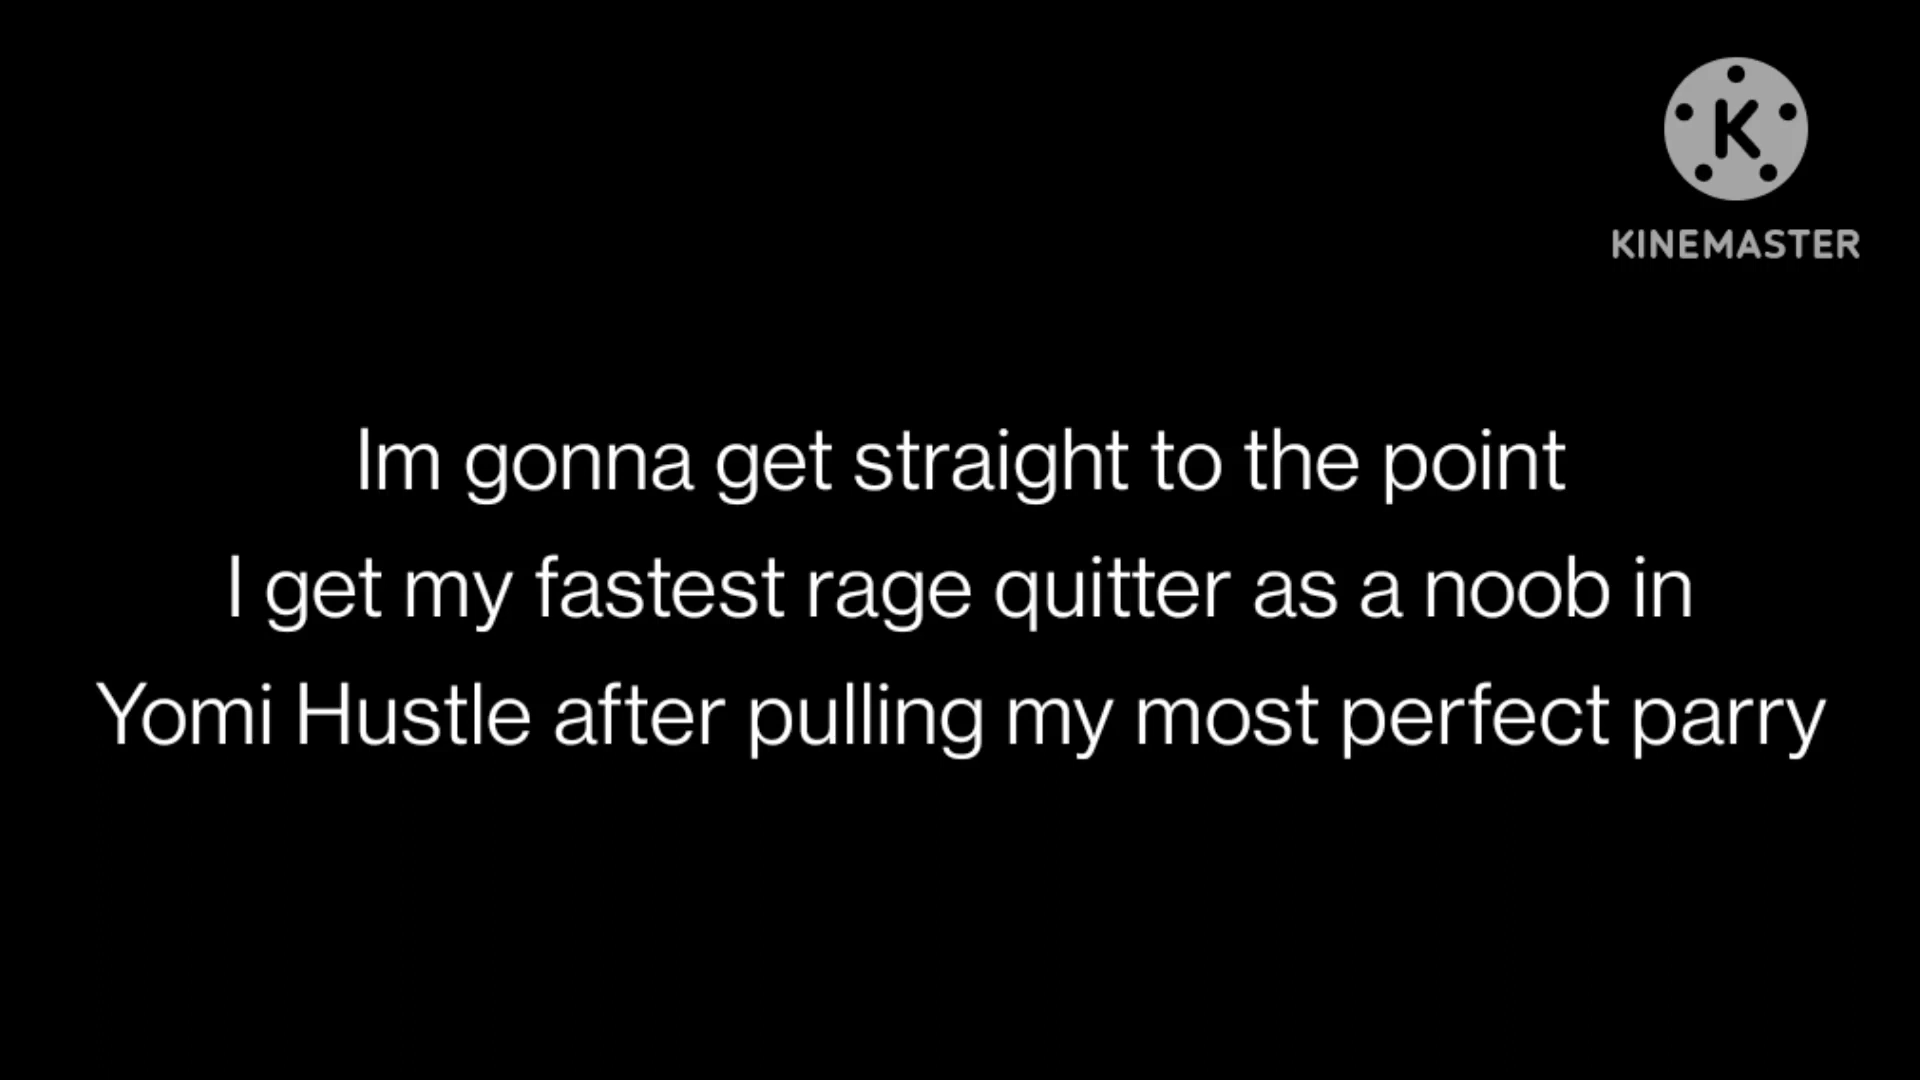 K
KINEMASTER
Im gonna get straight to the point
I get my fastest rage quitter as a noob in
Yomi Hustle after pulling my most perfect parry